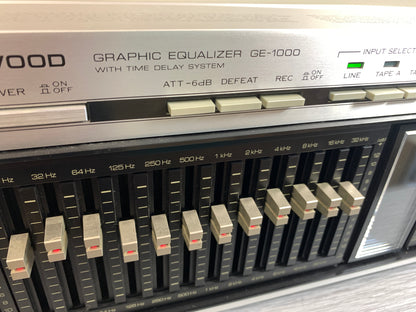 WOOD GRAPHIC EQUALIZER GE-1000
WITH TIME DELAY SYSTEM
INPUT SELECT
LINE TAPE A
WER ON
OFF
ATT-6dB DEFEAT REC ON
OFF
Hz 32 Hz 64 Hz 125 Hz 250 Hz 500 Hz 1 kHz 2 kHz 4 kHz 8 kHz 16 kHz 32 kHz